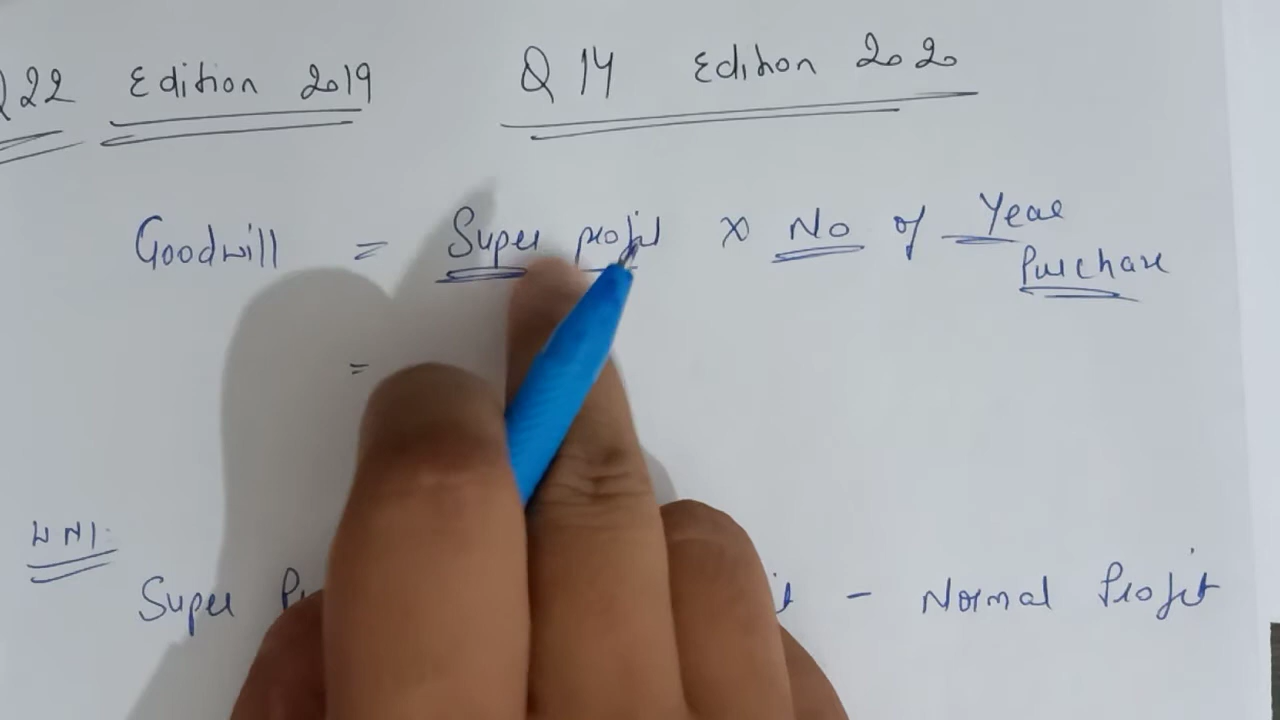 Q22 Edition 2019 Q 14 Edition 2020
Goodwill = Super profit x No of Year
Purchase
=
WN1.
Super - Normal Profit